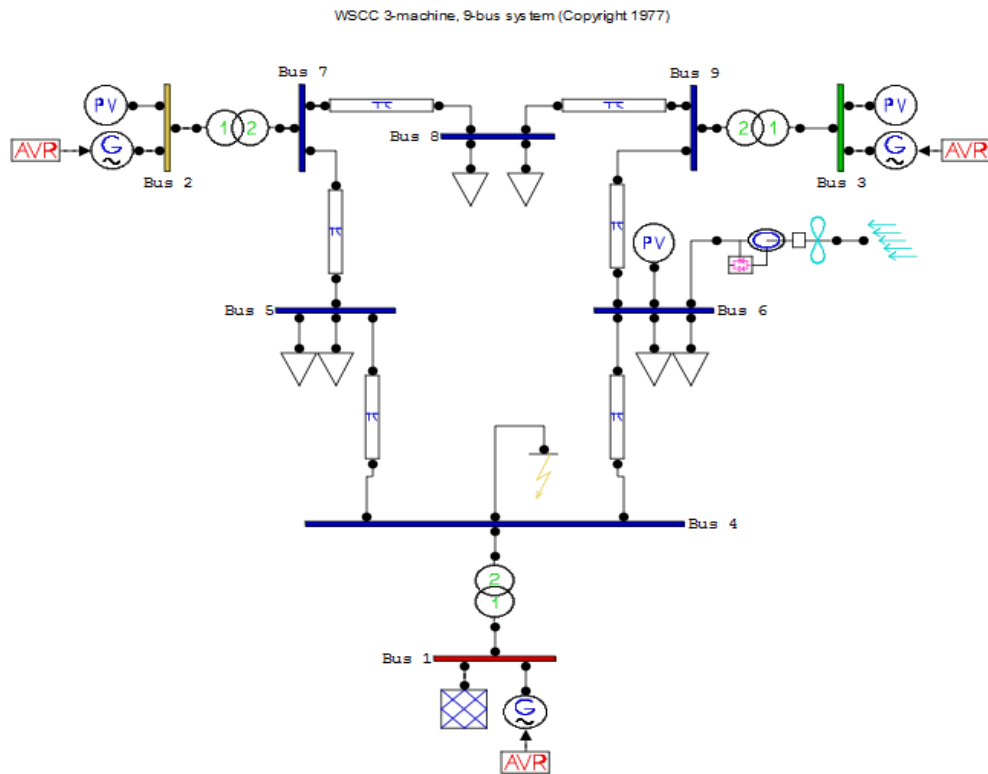 WSCC 3-machine, 9-bus system (Copyright 1977)
Bus 7
Bus 9
PV
1 2
π
π
2 1
PV
AVR
G
Bus 8
G
AVR
Bus 2
Bus 3
π
π
PV
Bus 5
Bus 6
π
π
Bus 4
2
1
Bus 1
G
AVR